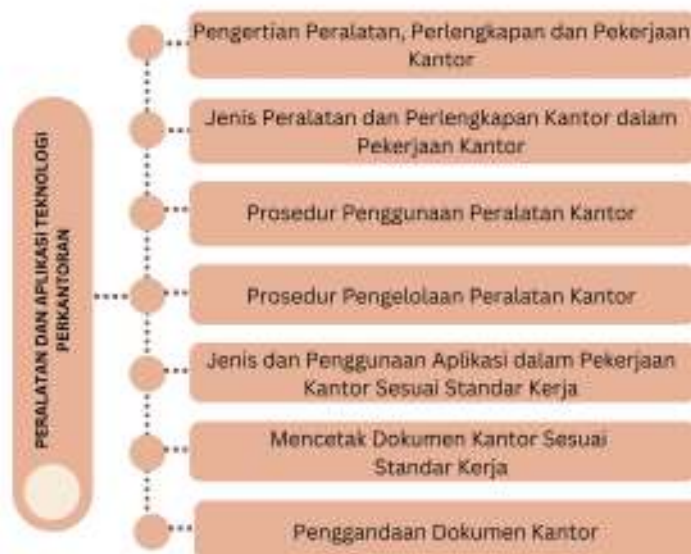 PERALATAN DAN APLIKASI TEKNOLOGI
PERKANTORAN
Pengertian Peralatan, Perlengkapan dan Pekerjaan
Kantor
Jenis Peralatan dan Perlengkapan Kantor dalam
Pekerjaan Kantor
Prosedur Penggunaan Peralatan Kantor
Prosedur Pengelolaan Peralatan Kantor
Jenis dan Penggunaan Aplikasi dalam Pekerjaan
Kantor Sesuai Standar Kerja
Mencetak Dokumen Kantor Sesuai
Standar Kerja
Penggandaan Dokumen Kantor